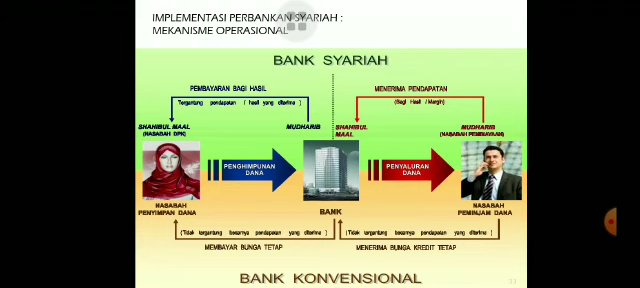 IMPLEMENTASI PERBANKAN SYARIAH :
MEKANISME OPERASIONAL
BANK SYARIAH
PEMBAYARAN BAGI HASIL
Tergantung pendapatan / hasil yang diterima )
MENERIMA PENDAPATAN
(Bagi Hasil / Margin)
SHAHIBUL MAAL
(NASABAH DPK)
MUDHARIB
SHAHIBUL
MAAL
MUDHARIB
(NASABAH PEMBIAYAAN)
PENGHIMPUNAN
DANA
PENYALURAN
DANA
NASABAH
PENYIMPAN DANA
BANK
NASABAH
PEMINJAM DANA
(Tidak tergantung besarnya pendapatan yang diterima )
MEMBAYAR BUNGA TETAP
(Tidak tergantung besarnya pendapatan yang diterima )
MENERIMA BUNGA KREDIT TETAP
BANK KONVENSIONAL